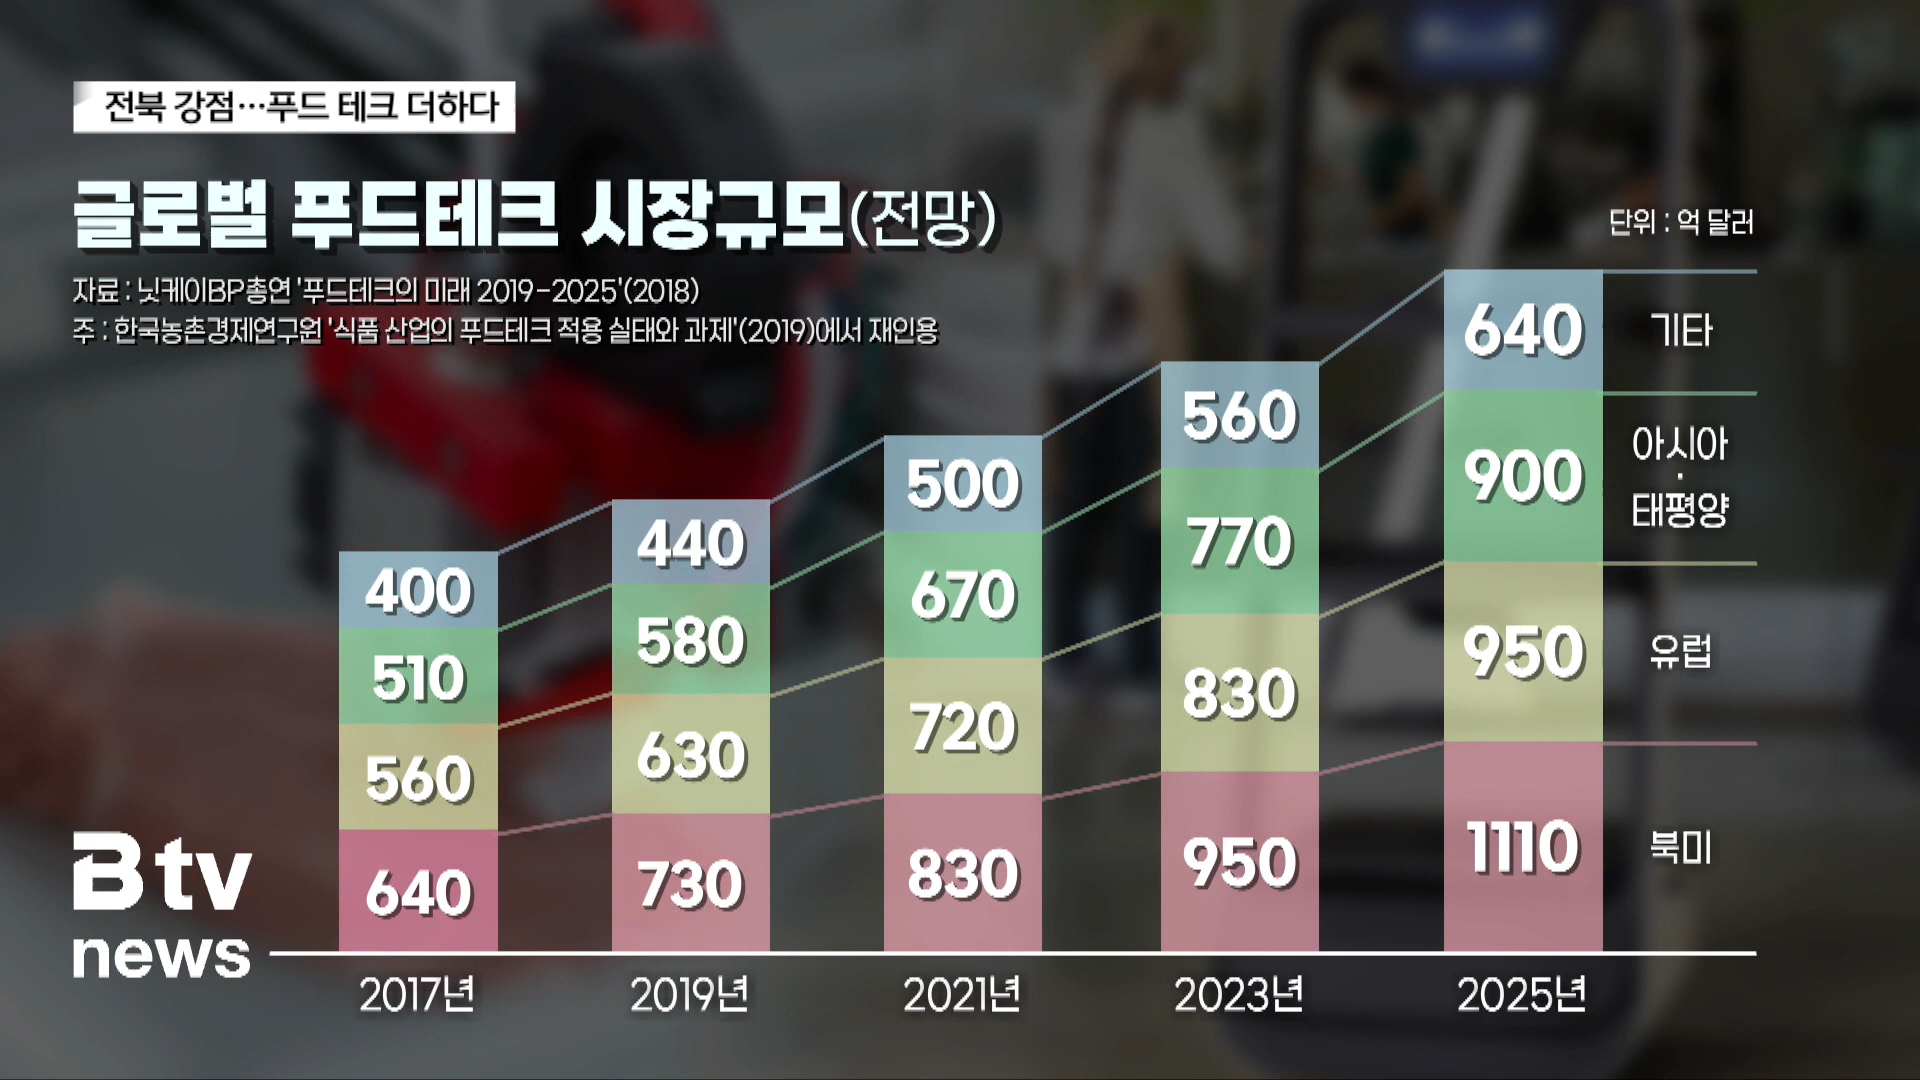 전북 강점…푸드 테크 더하다
글로벌 푸드테크 시장규모(전망)
단위 : 억 달러
자료 : 닛케이BP총연 '푸드테크의 미래 2019-2025'(2018)
주 : 한국농촌경제연구원 '식품 산업의 푸드테크 적용 실태와 과제'(2019)에서 재인용
400
510
560
640
440
580
630
730
500
670
720
830
560
770
830
950
640
900
950
1110
기타
아시아
·
태평양
유럽
북미
B tv
news
2017년 2019년 2021년 2023년 2025년